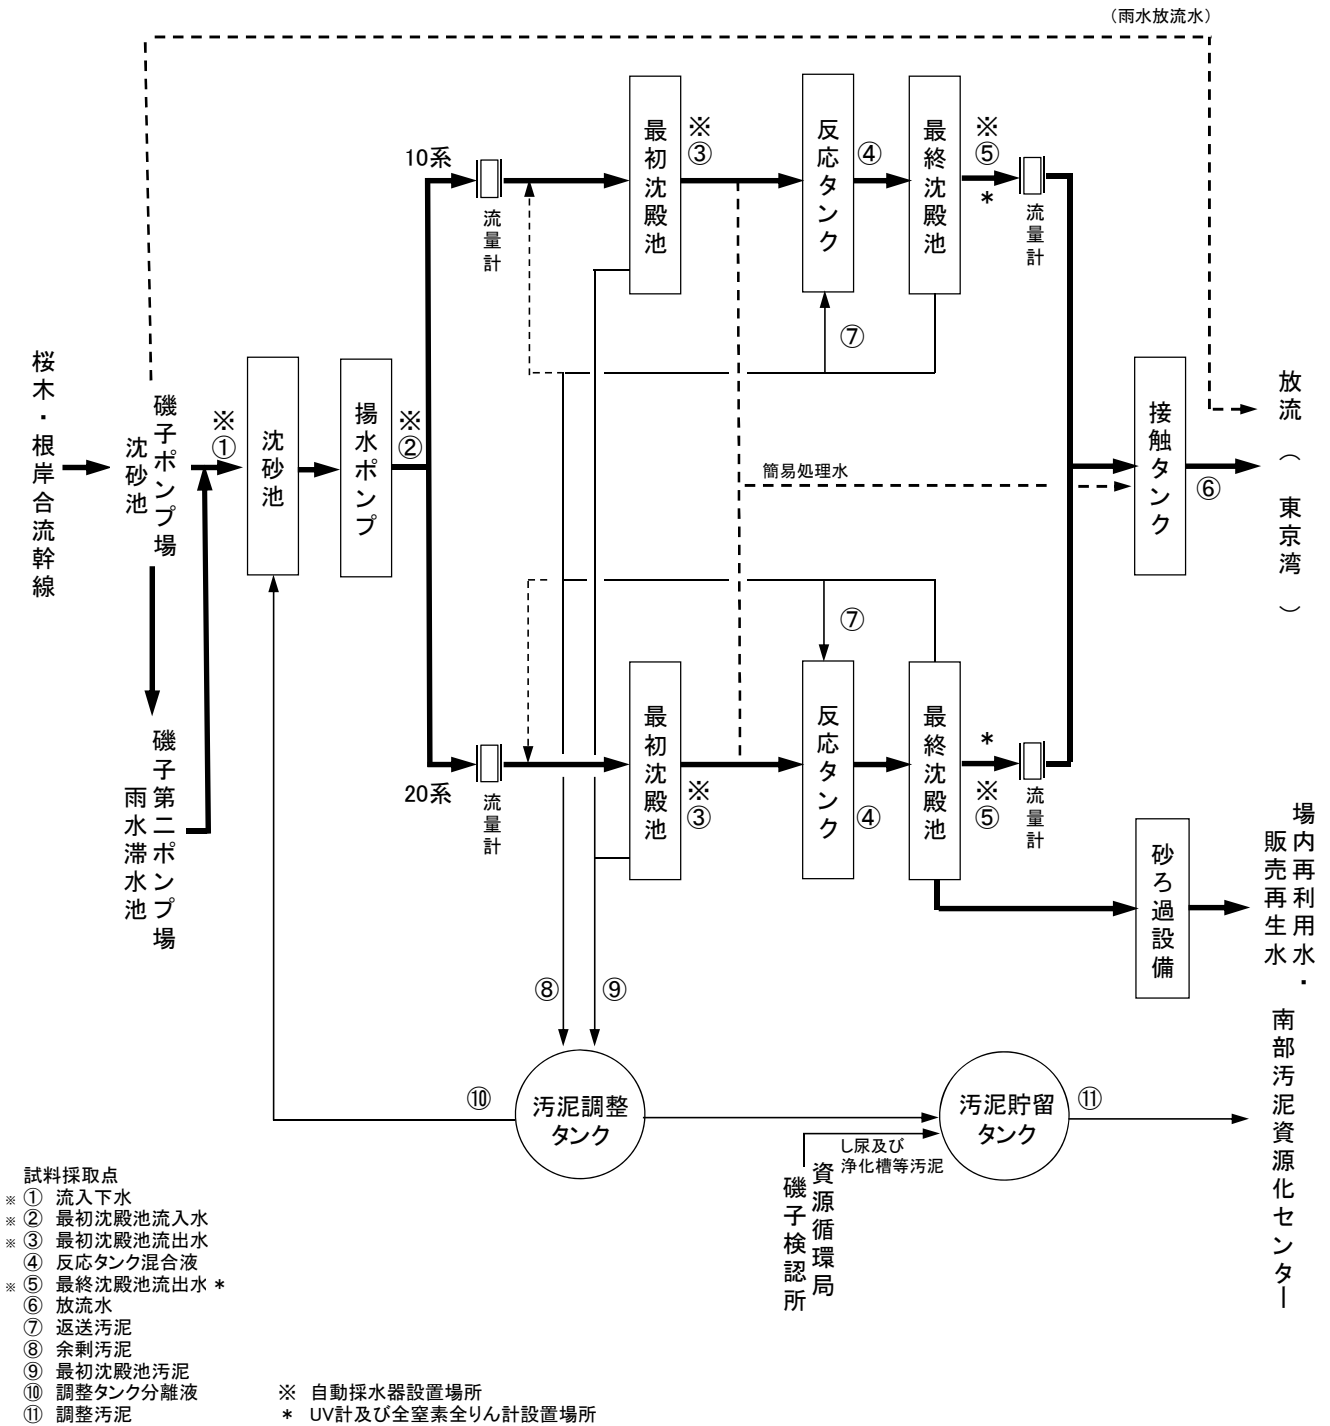 （雨水放流水）
10系
流量計
最初沈殿池
※
③
反応タンク
④
最終沈殿池
※
⑤
*
流量計
⑦
桜木・根岸合流幹線
磯子ポンプ場
沈砂池
※
①
沈砂池
揚水ポンプ
※
②
簡易処理水
接触タンク
⑥
放流（東京湾）
磯子第二ポンプ場
雨水滞水池
20系
流量計
最初沈殿池
※
③
⑦
反応タンク
④
最終沈殿池
*
※
⑤
流量計
砂ろ過設備
場内再利用水・
販売再生水
⑧
⑨
⑩
汚泥調整
タンク
汚泥貯留
タンク
⑪
南部汚泥資源化センター
し尿及び
浄化槽等汚泥
資源循環局
磯子検認所
試料採取点
※ ① 流入下水
※ ② 最初沈殿池流入水
※ ③ 最初沈殿池流出水
④ 反応タンク混合液
※ ⑤ 最終沈殿池流出水 *
⑥ 放流水
⑦ 返送汚泥
⑧ 余剰汚泥
⑨ 最初沈殿池汚泥
⑩ 調整タンク分離液
⑪ 調整汚泥
※ 自動採水器設置場所
* UV計及び全窒素全りん計設置場所